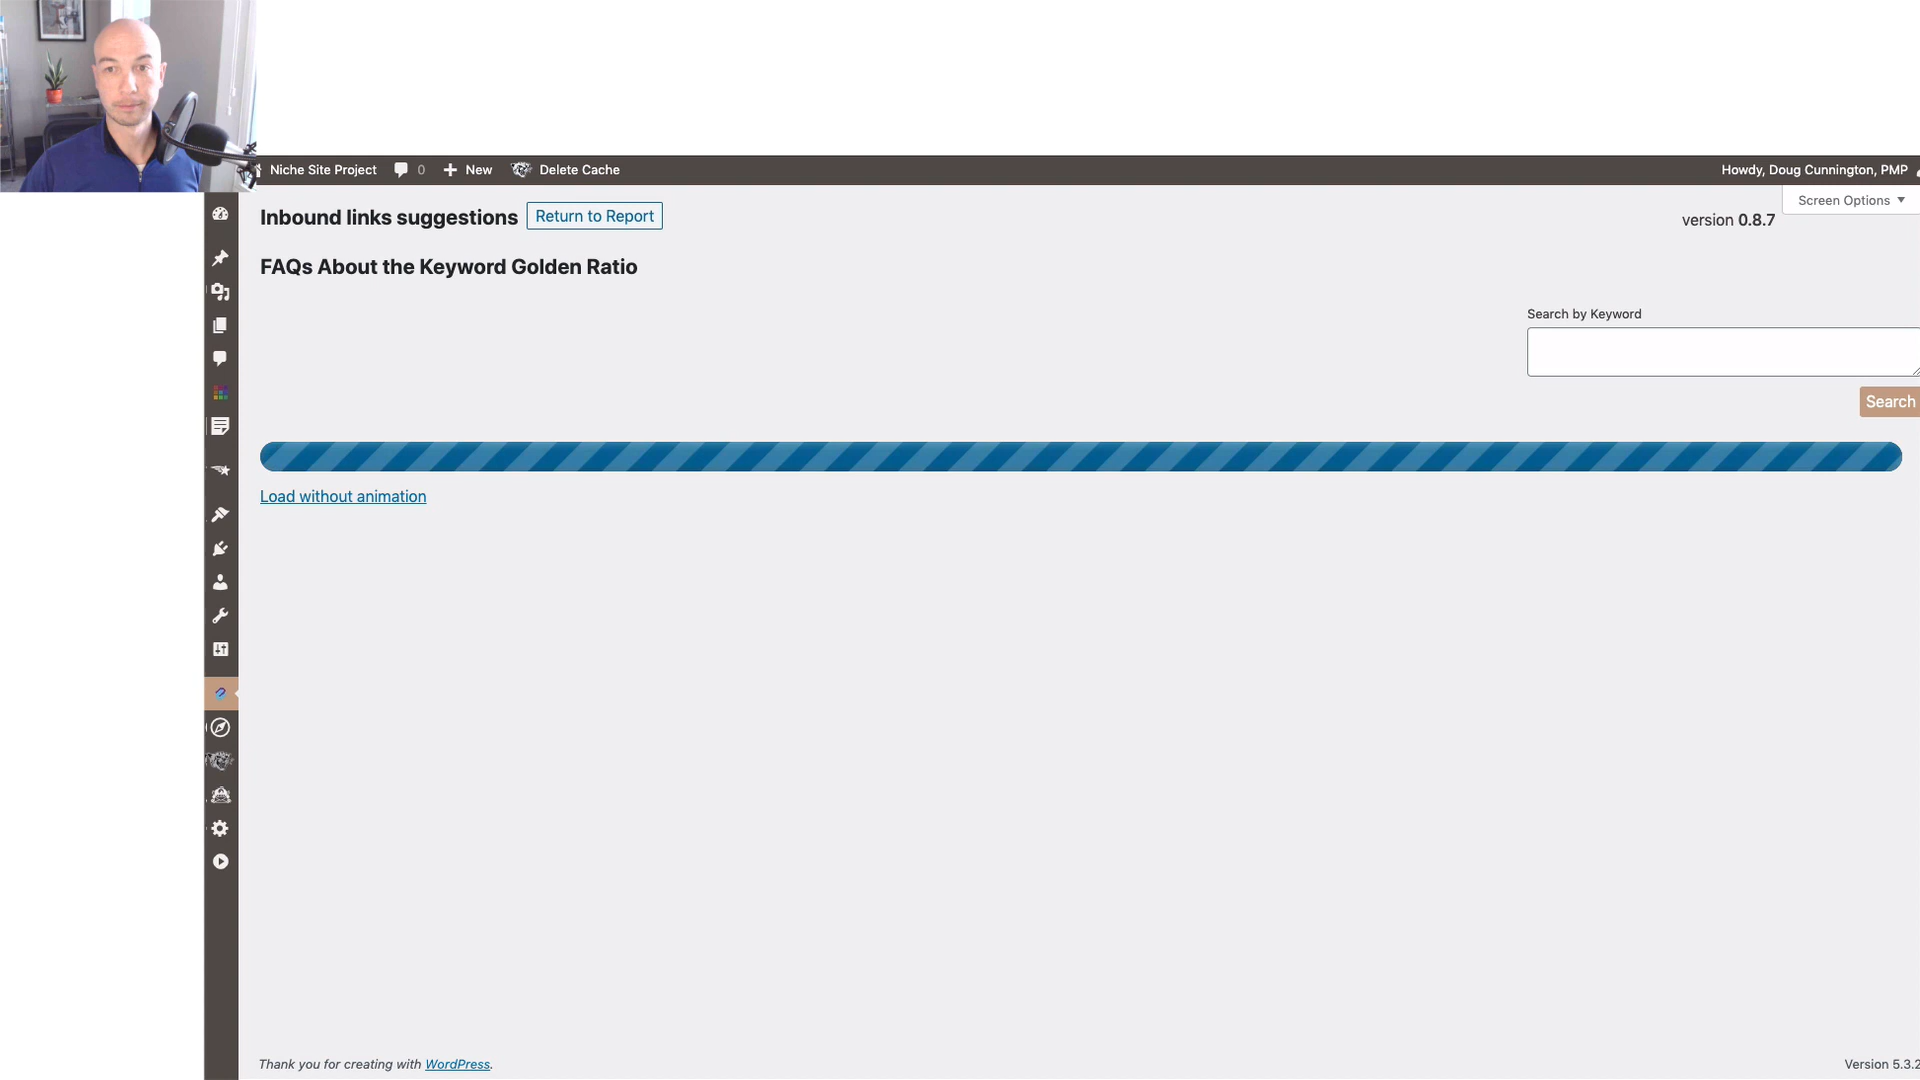 Niche Site Project 0 New Delete Cache Howdy, Doug Cunnington, PMP
Screen Options
Inbound links suggestions Return to Report version 0.8.7
FAQs About the Keyword Golden Ratio
Search by Keyword
Search
Load without animation
Thank you for creating with WordPress. Version 5.3.2